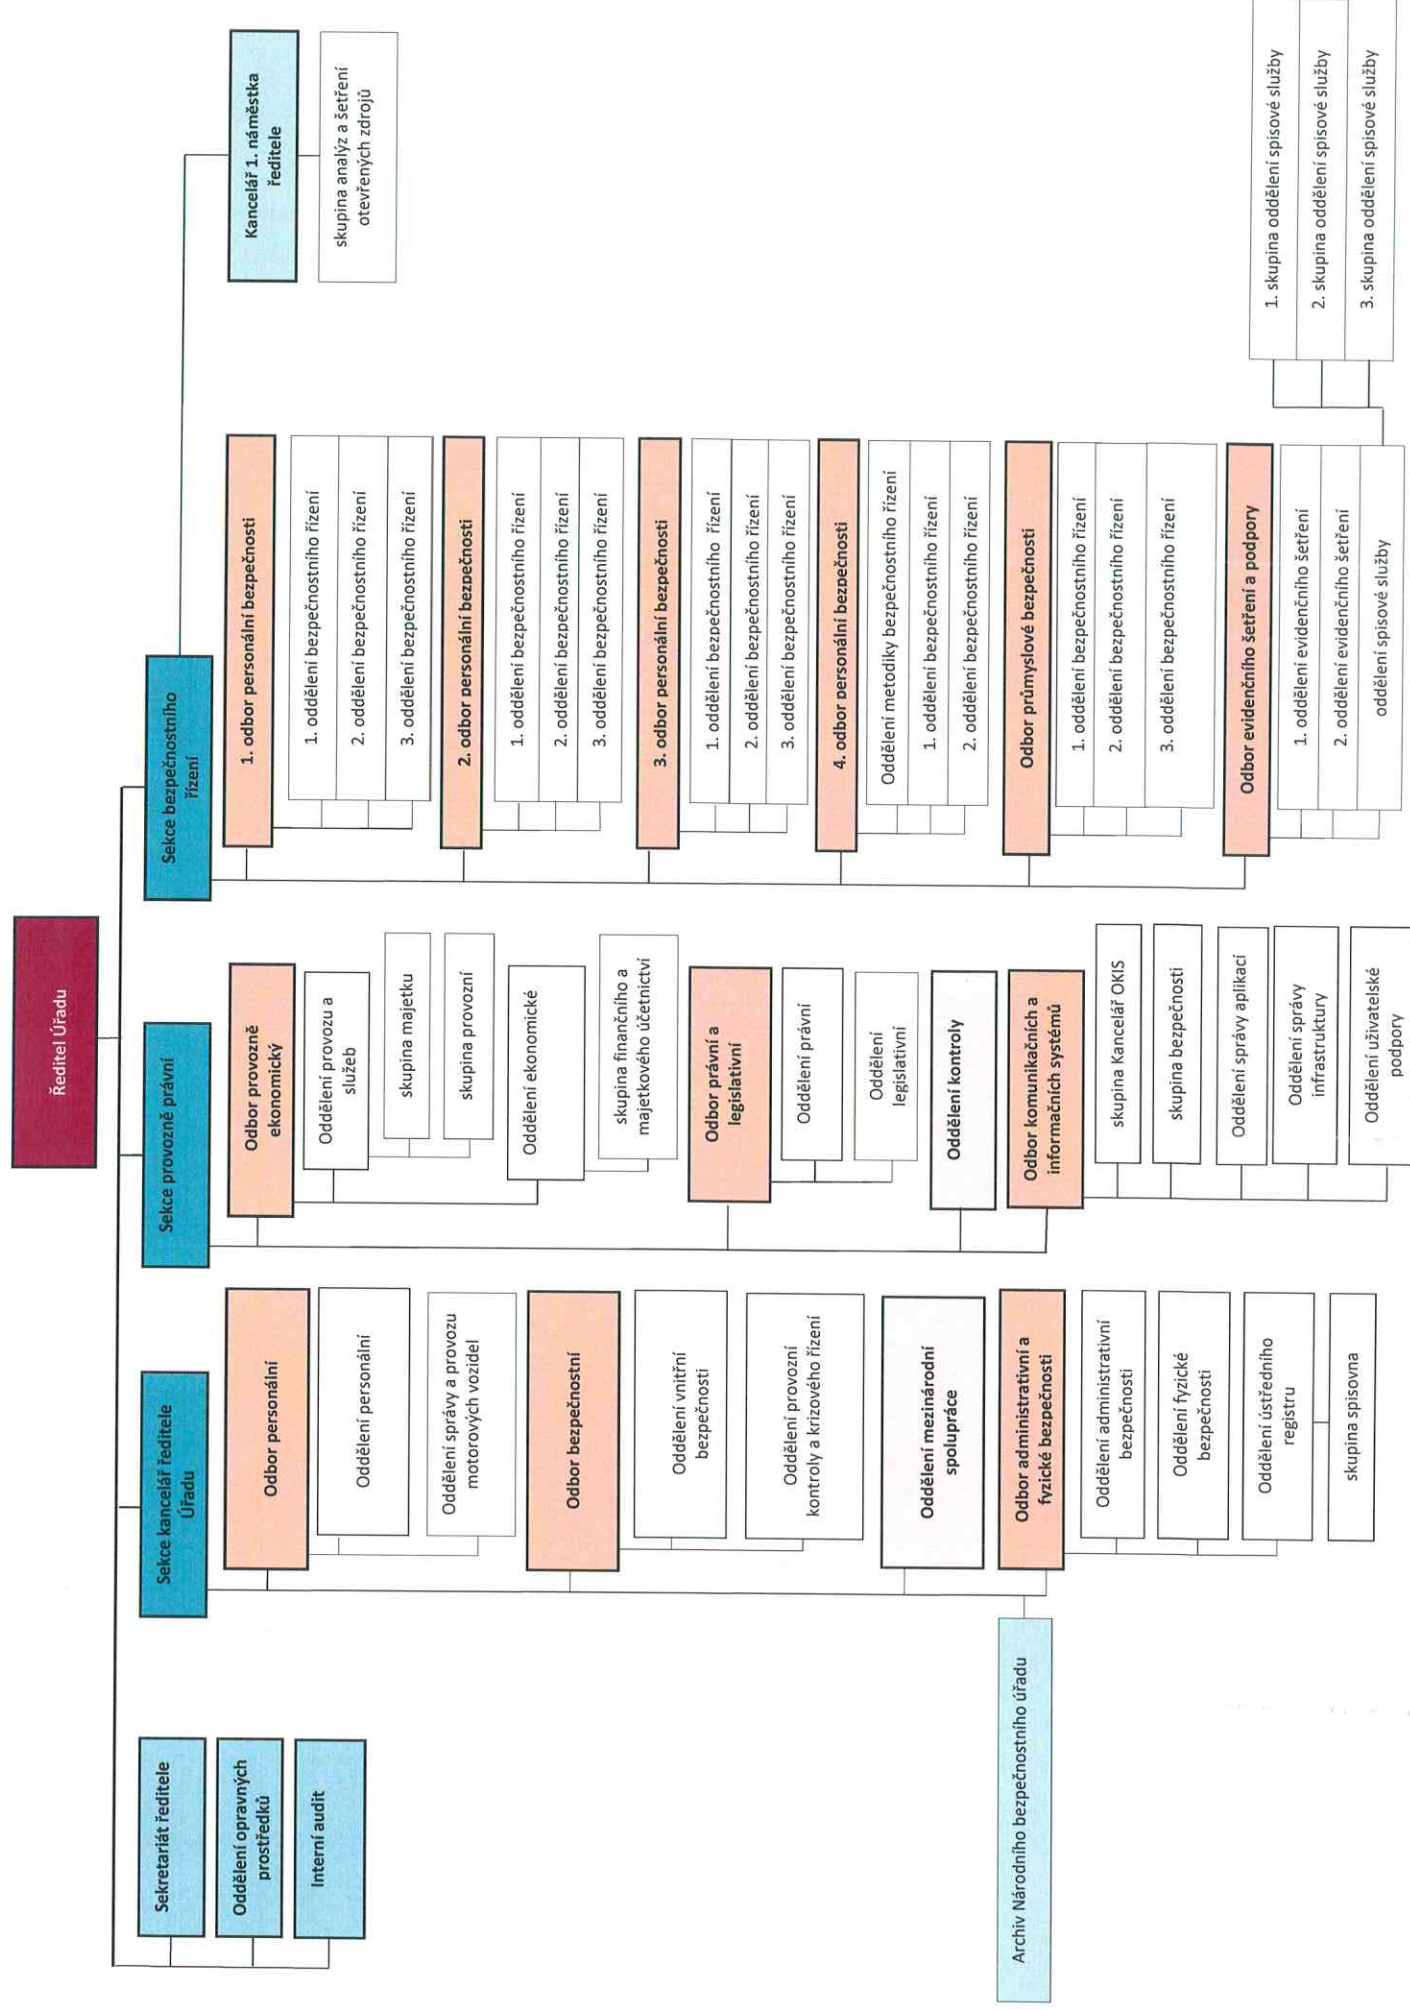 Ředitel Úřadu
Sekretariát ředitele
Oddělení opravných
prostředků
Interní audit
Sekce kancelář ředitele
Úřadu
Odbor personální
Oddělení personální
Oddělení správy a provozu
motorových vozidel
Odbor bezpečnostní
Oddělení vnitřní
bezpečnosti
Oddělení provozní
kontroly a krizového řízení
Oddělení mezinárodní
spolupráce
Odbor administrativní a
fyzické bezpečnosti
Oddělení administrativní
bezpečnosti
Oddělení fyzické
bezpečnosti
Oddělení ústředního
registru
skupina spisovna
Archiv Národního bezpečnostního úřadu
Sekce provozně právní
Odbor provozně
ekonomický
Oddělení provozu a
služeb
skupina majetku
skupina provozní
Oddělení ekonomické
skupina finančního a
majetkového účetnictví
Odbor právní a
legislativní
Oddělení právní
Oddělení
legislativní
Oddělení kontroly
Odbor komunikačních a
informačních systémů
skupina Kancelář OKIS
skupina bezpečnosti
Oddělení správy aplikací
Oddělení správy
infrastruktury
Oddělení uživatelské
podpory
Sekce bezpečnostního
řízení
1. odbor personální bezpečnosti
1. oddělení bezpečnostního řízení
2. oddělení bezpečnostního řízení
3. oddělení bezpečnostního řízení
2. odbor personální bezpečnosti
1. oddělení bezpečnostního řízení
2. oddělení bezpečnostního řízení
3. oddělení bezpečnostního řízení
3. odbor personální bezpečnosti
1. oddělení bezpečnostního řízení
2. oddělení bezpečnostního řízení
3. oddělení bezpečnostního řízení
4. odbor personální bezpečnosti
Oddělení metodiky bezpečnostního řízení
1. oddělení bezpečnostního řízení
2. oddělení bezpečnostního řízení
Odbor průmyslové bezpečnosti
1. oddělení bezpečnostního řízení
2. oddělení bezpečnostního řízení
3. oddělení bezpečnostního řízení
Odbor evidenčního šetření a podpory
1. oddělení evidenčního šetření
2. oddělení evidenčního šetření
oddělení spisové služby
1. skupina oddělení spisové služby
2. skupina oddělení spisové služby
3. skupina oddělení spisové služby
Kancelář 1. náměstka
ředitele
skupina analýz a šetření
otevřených zdrojů